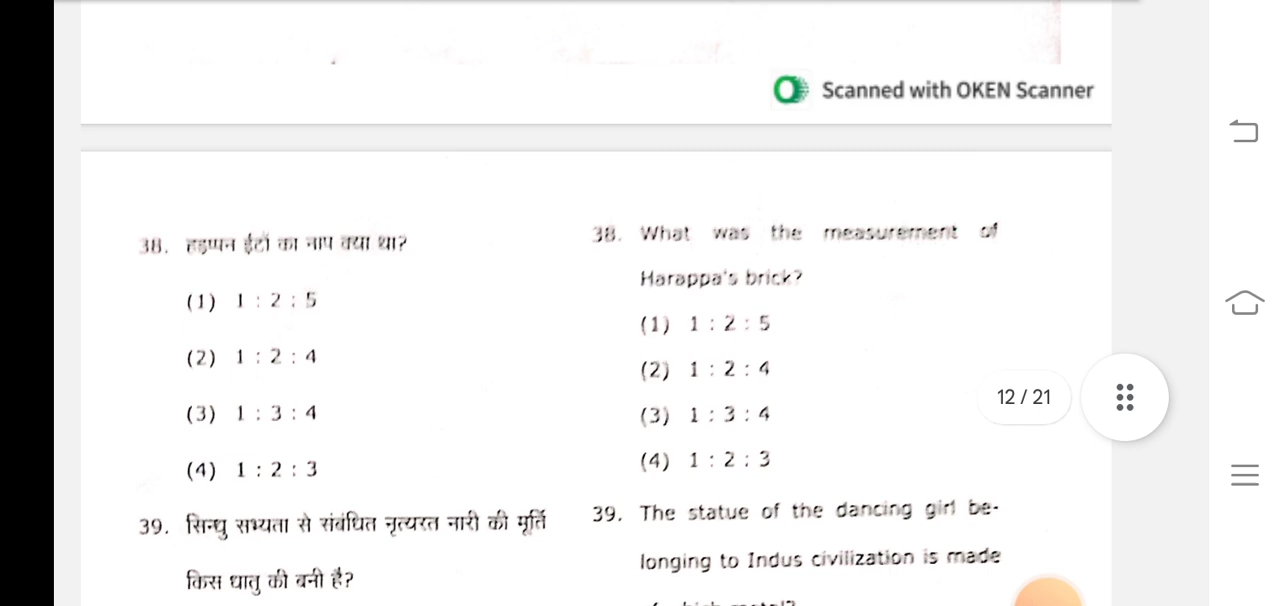 Scanned with OKEN Scanner
38. हड़प्पन ईंटों का नाप क्या था?
(1) 1 : 2 : 5
(2) 1 : 2 : 4
(3) 1 : 3 : 4
(4) 1 : 2 : 3
39. सिन्धु सभ्यता से संबंधित नृत्यरत नारी की मूर्ति
किस धातु की बनी है?
38. What was the measurement of
Harappa's brick?
(1) 1 : 2 : 5
(2) 1 : 2 : 4
(3) 1 : 3 : 4
(4) 1 : 2 : 3
39. The statue of the dancing girl be-
longing to Indus civilization is made
12 / 21